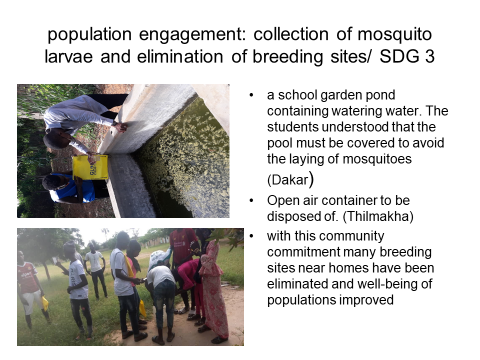 population engagement: collection of mosquito
larvae and elimination of breeding sites/ SDG 3
• a school garden pond
containing watering water. The
students understood that the
pool must be covered to avoid
the laying of mosquitoes
(Dakar)
• Open air container to be
disposed of. (Thilmakha)
• with this community
commitment many breeding
sites near homes have been
eliminated and well-being of
populations improved